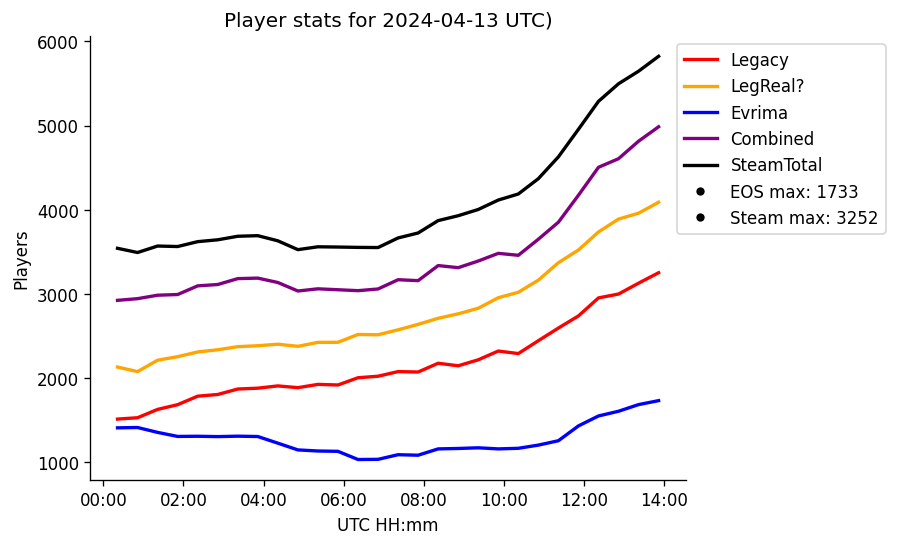 Player stats for 2024-04-13 UTC)
6000
5000
4000
3000
2000
1000
Players
00:00 02:00 04:00 06:00 08:00 10:00 12:00 14:00
UTC HH:mm
Legacy
LegReal?
Evrima
Combined
SteamTotal
EOS max: 1733
Steam max: 3252